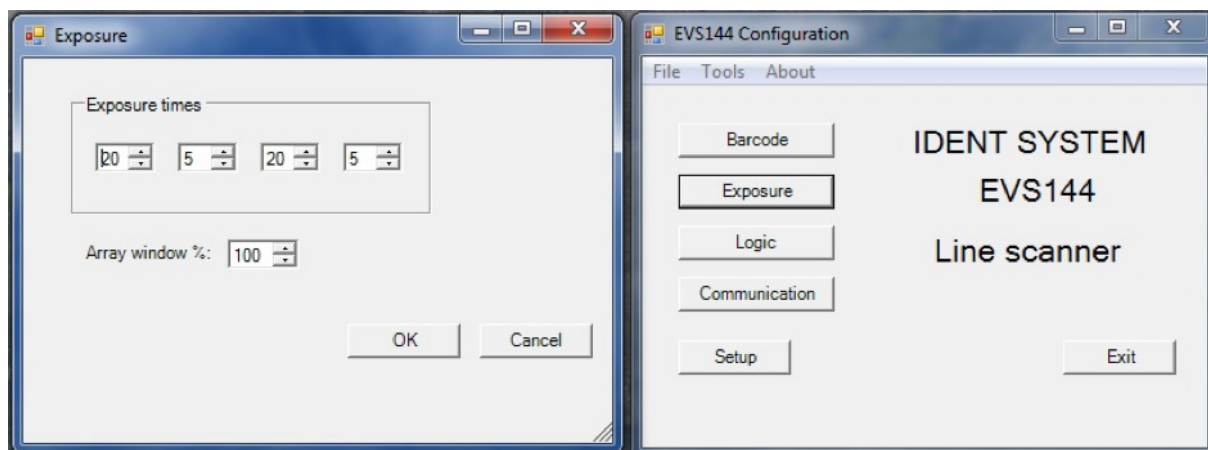 Exposure
Exposure times
20 5 20 5
Array window %: 100
OK Cancel
EVS144 Configuration
File Tools About
Barcode
Exposure
Logic
Communication
Setup
IDENT SYSTEM
EVS144
Line scanner
Exit